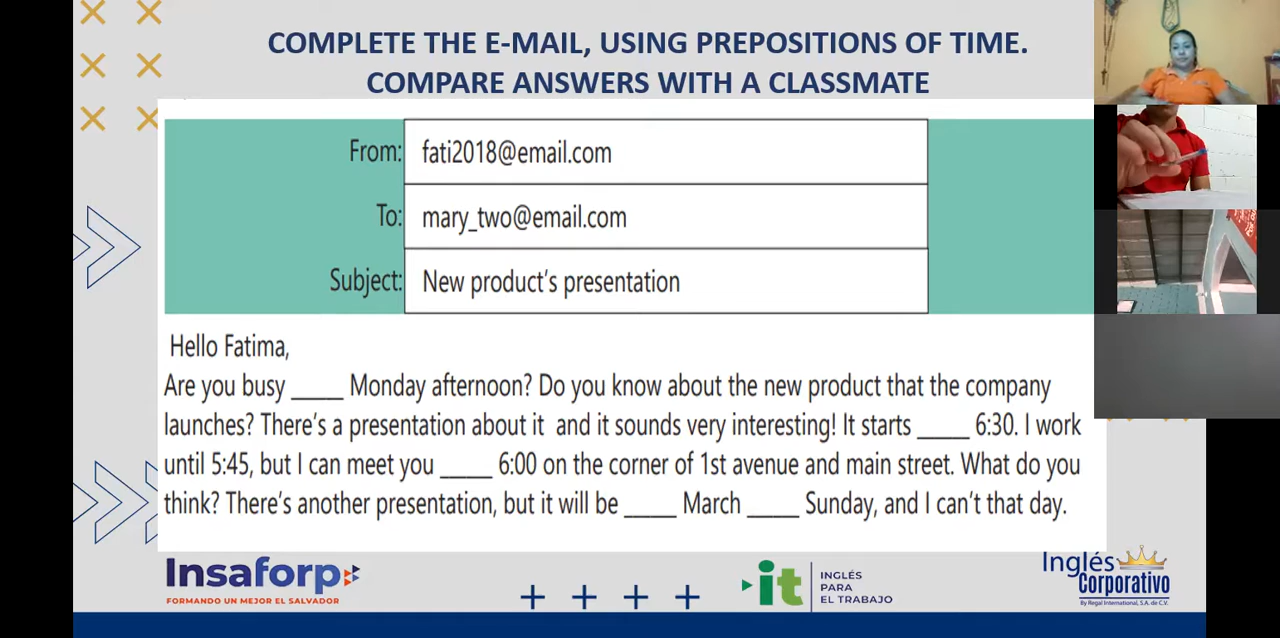 COMPLETE THE E-MAIL, USING PREPOSITIONS OF TIME.
COMPARE ANSWERS WITH A CLASSMATE
From: fati2018@email.com
To: mary_two@email.com
Subject: New product's presentation
Hello Fatima,
Are you busy _____ Monday afternoon? Do you know about the new product that the company
launches? There's a presentation about it and it sounds very interesting! It starts _____ 6:30. I work
until 5:45, but I can meet you _____ 6:00 on the corner of 1st avenue and main street. What do you
think? There's another presentation, but it will be _____ March _____ Sunday, and I can't that day.
Insaforp
FORMANDO UN MEJOR EL SALVADOR
it
INGLÉS
PARA
EL TRABAJO
Inglés
Corporativo
By Regal International, S.A. de C.V.